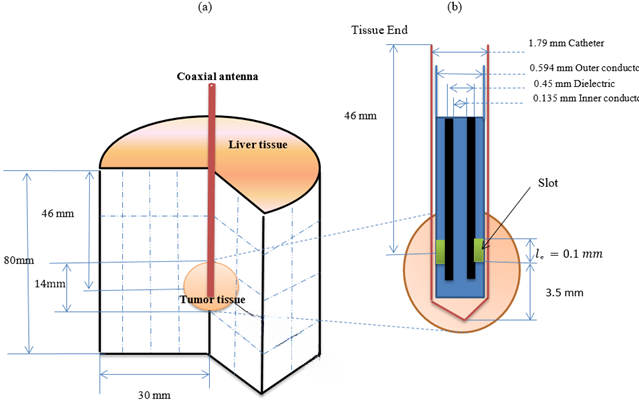 (a)
(b)
Tissue End
1.79 mm Catheter
0.594 mm Outer conducto
0.45 mm Dielectric
0.135 mm Inner conducto
Coaxial antenna
46 mm
Liver tissue
Slot
46 mm
80mm
14mm
= 0.1 mm
Tumor tissue
3.5 mm
30 mm